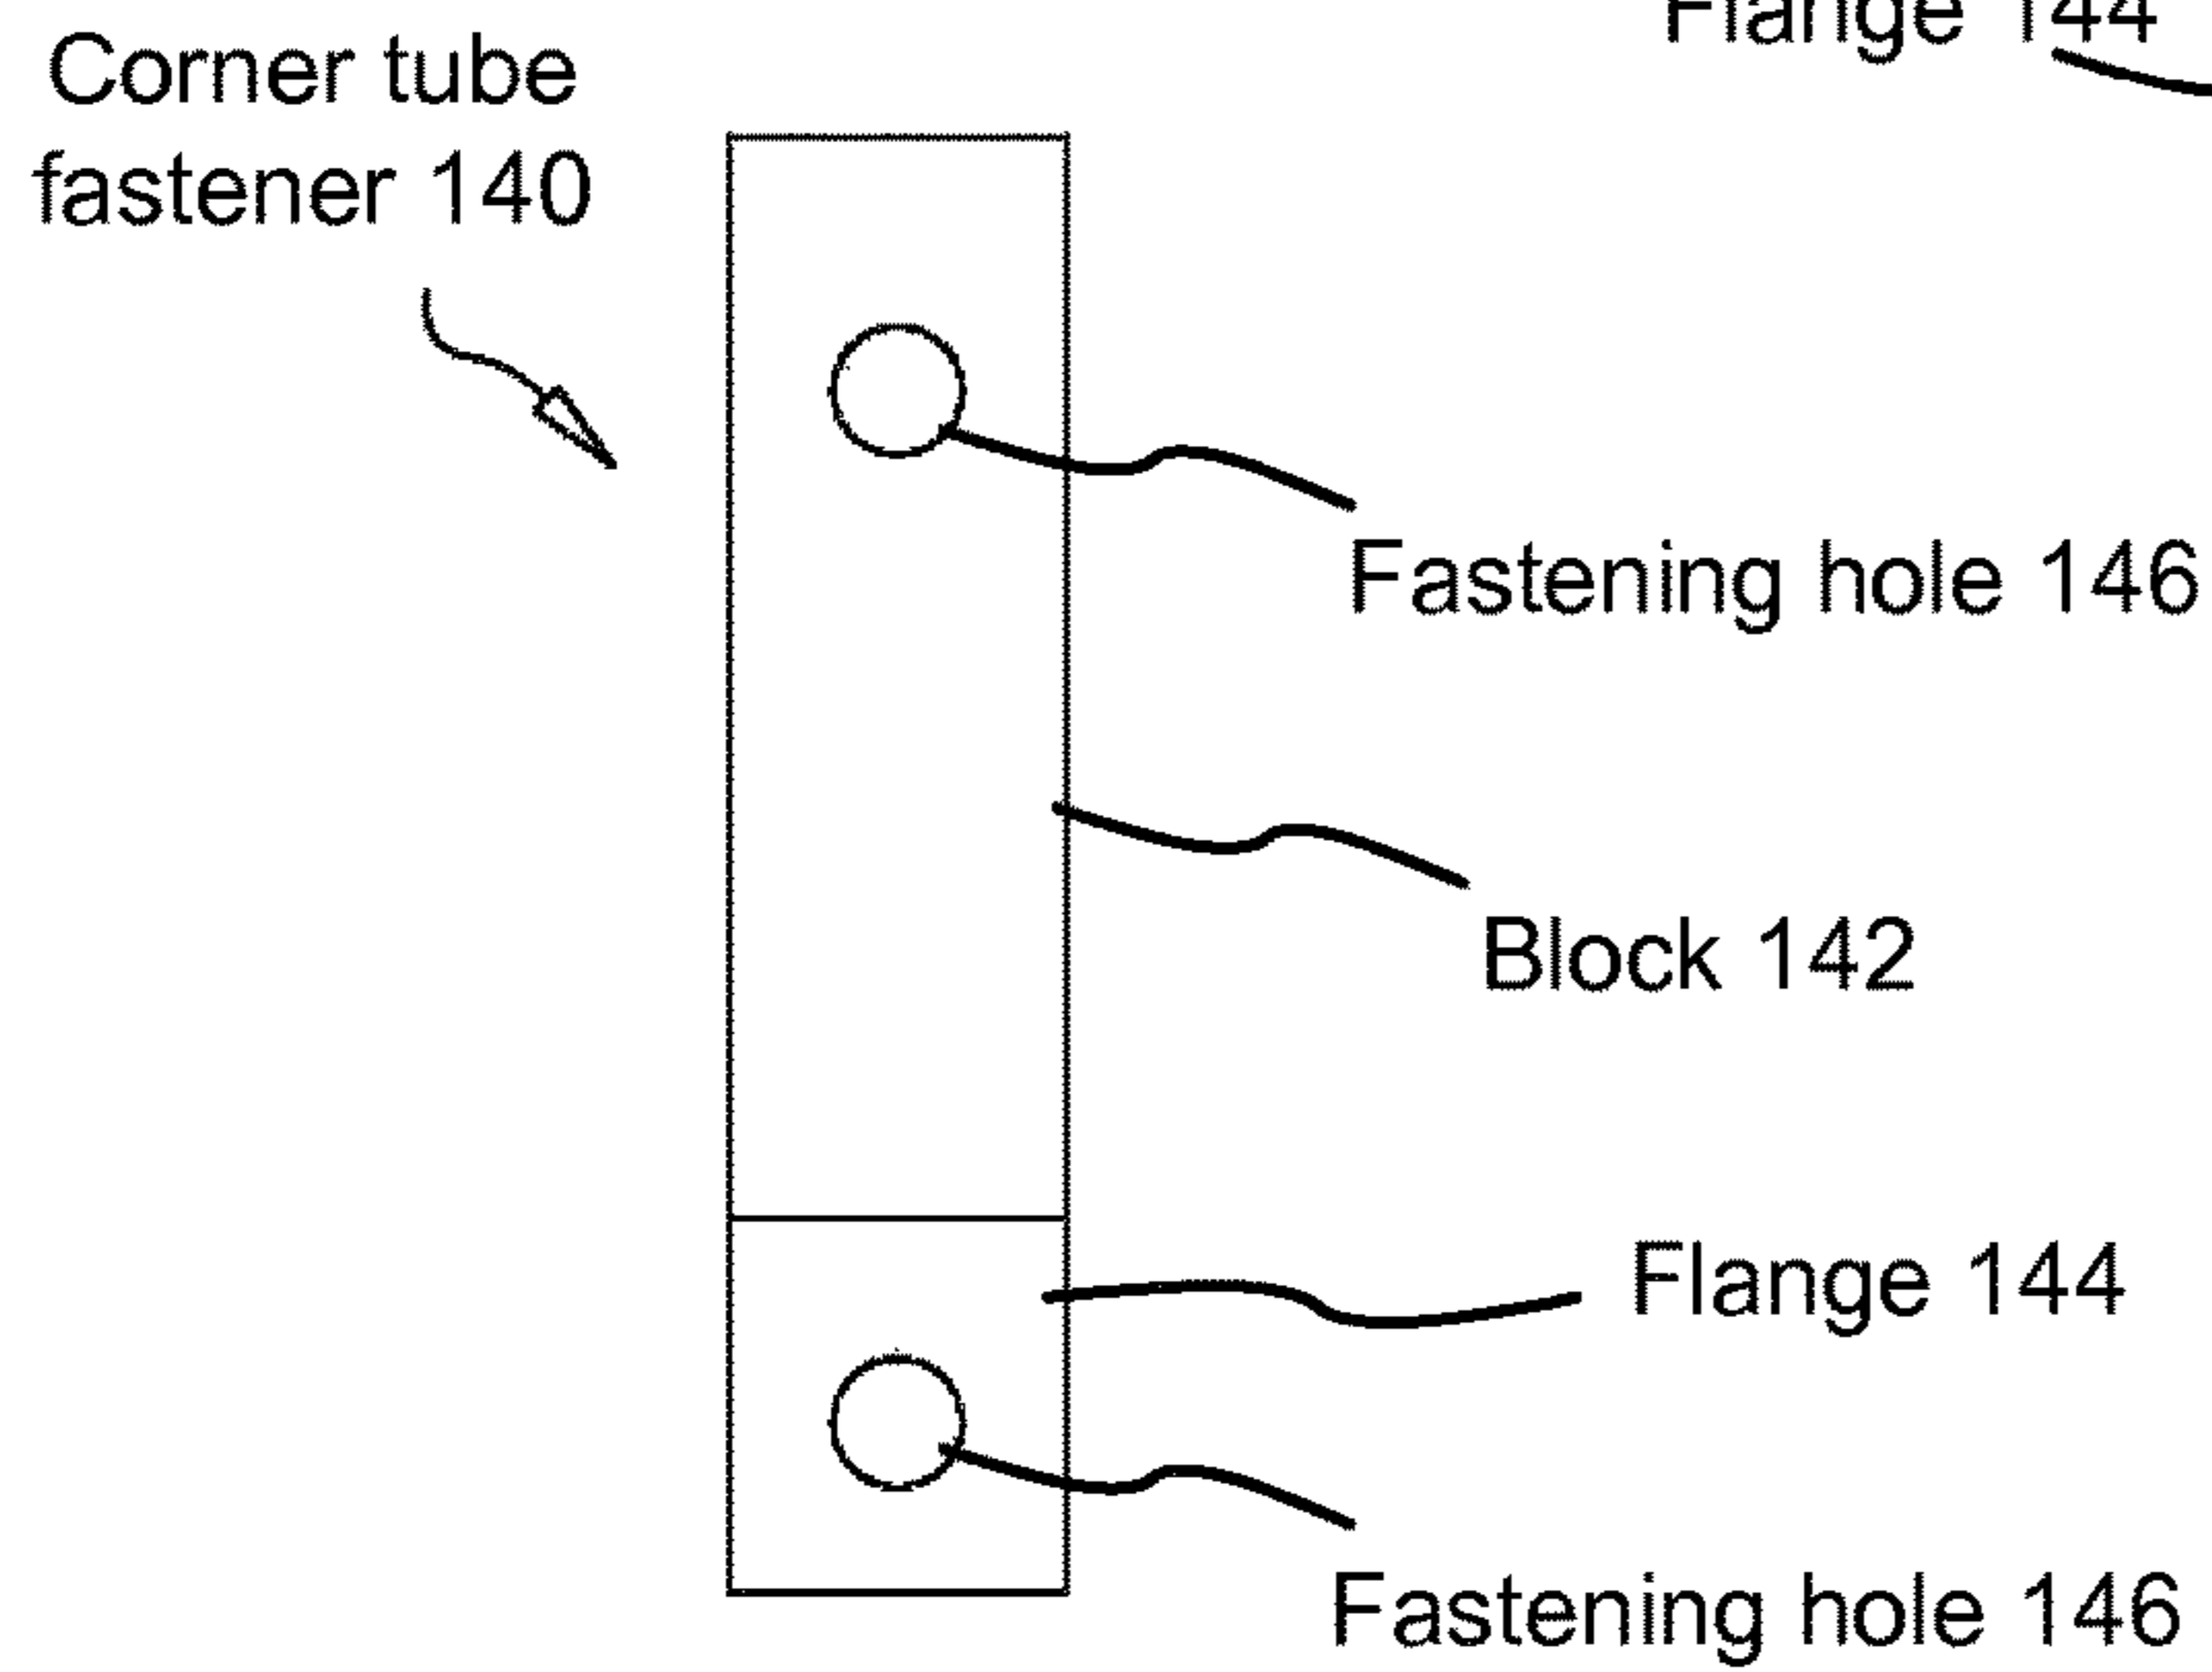 Flange 144
Corner tube
fastener 140
Fastening hole 146
Block 142
Flange 144
Fastening hole 146